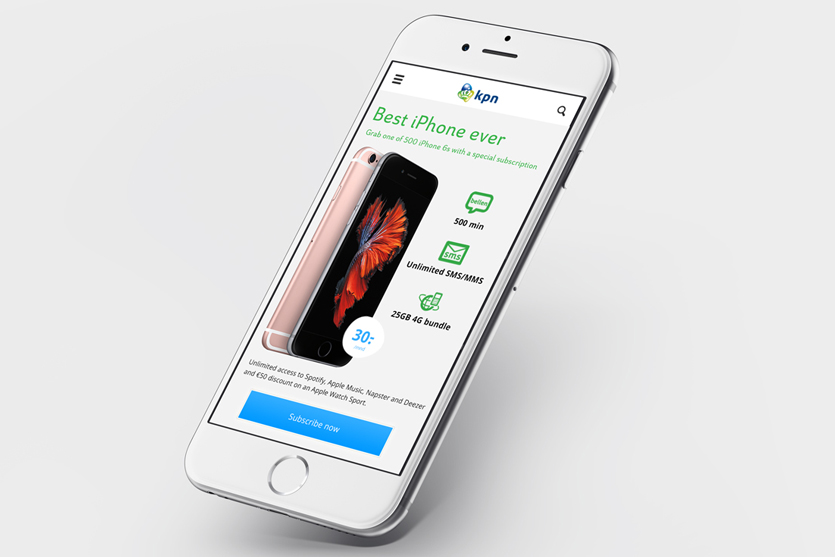 kpn
Best iPhone ever
Grab one of 500 iPhone 6s with a special subscription
bellen
500 min
sms
Unlimited SMS/MMS
25GB 4G bundle
30:-
Unlimited access to Spotify, Apple Music, Napster and Deezer
and €50 discount on an Apple Watch Sport.
Subscribe now